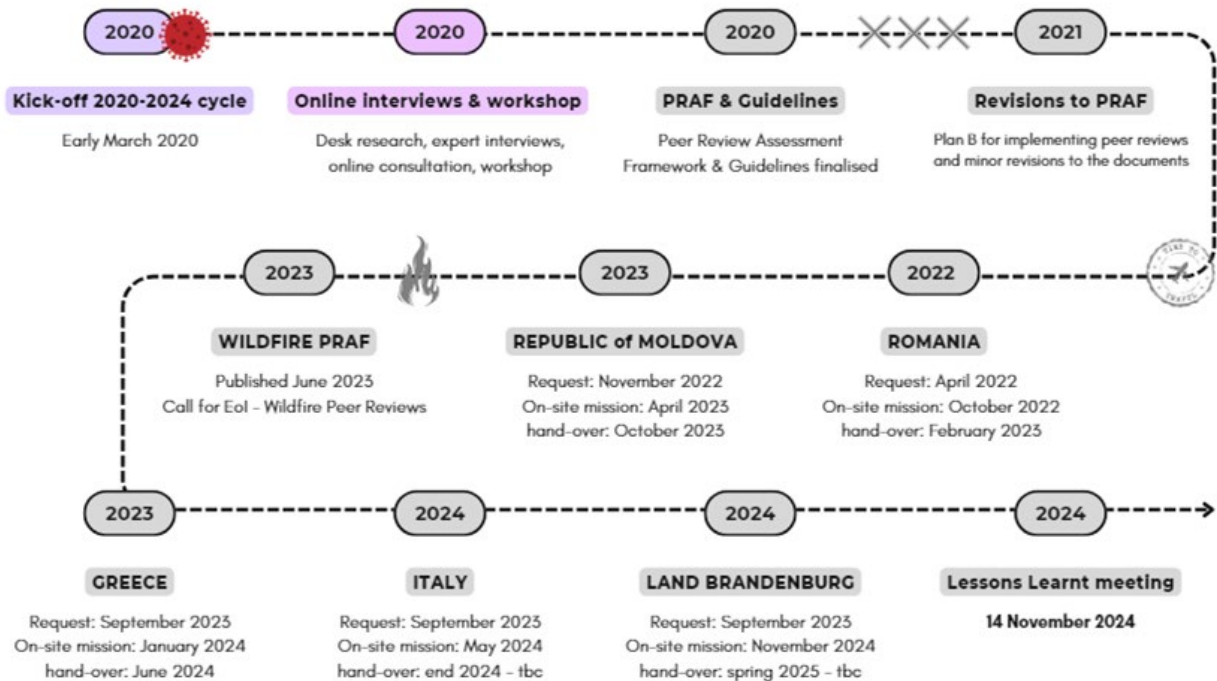 2020
Kick-off 2020-2024 cycle
Early March 2020
2020
Online interviews & workshop
Desk research, expert interviews,
online consultation, workshop
2020
PRAF & Guidelines
Peer Review Assessment
Framework & Guidelines finalised
2021
Revisions to PRAF
Plan B for implementing peer reviews
and minor revisions to the documents
2023
WILDFIRE PRAF
Published June 2023
Call for EoI - Wildfire Peer Reviews
2023
REPUBLIC of MOLDOVA
Request: November 2022
On-site mission: April 2023
hand-over: October 2023
2022
ROMANIA
Request: April 2022
On-site mission: October 2022
hand-over: February 2023
2023
GREECE
Request: September 2023
On-site mission: January 2024
hand-over: June 2024
2024
ITALY
Request: September 2023
On-site mission: May 2024
hand-over: end 2024 - tbc
2024
LAND BRANDENBURG
Request: September 2023
On-site mission: November 2024
hand-over: spring 2025 - tbc
2024
Lessons Learnt meeting
14 November 2024